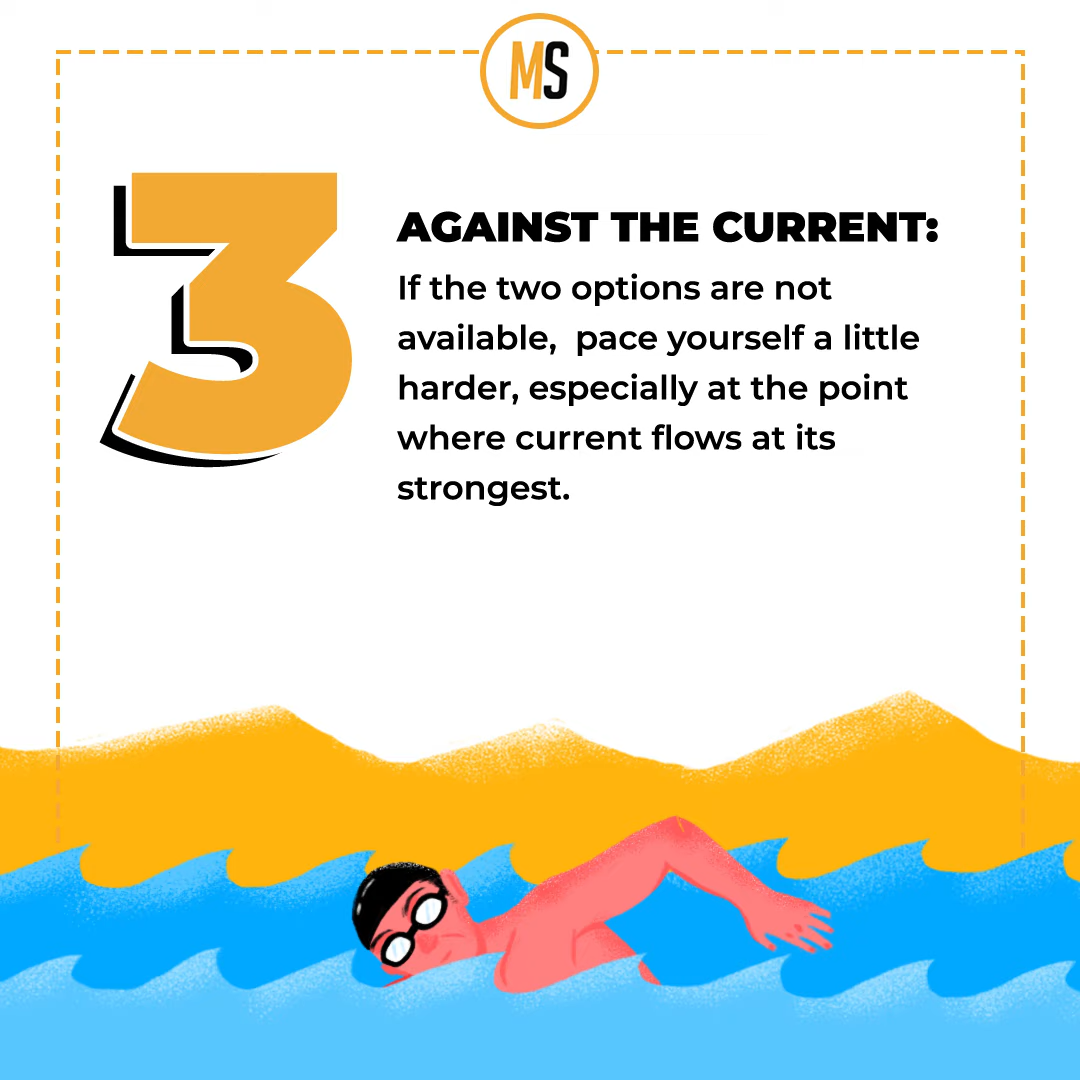 MS
3
AGAINST THE CURRENT:
If the two options are not
available,  pace yourself a little
harder, especially at the point
where current flows at its
strongest.